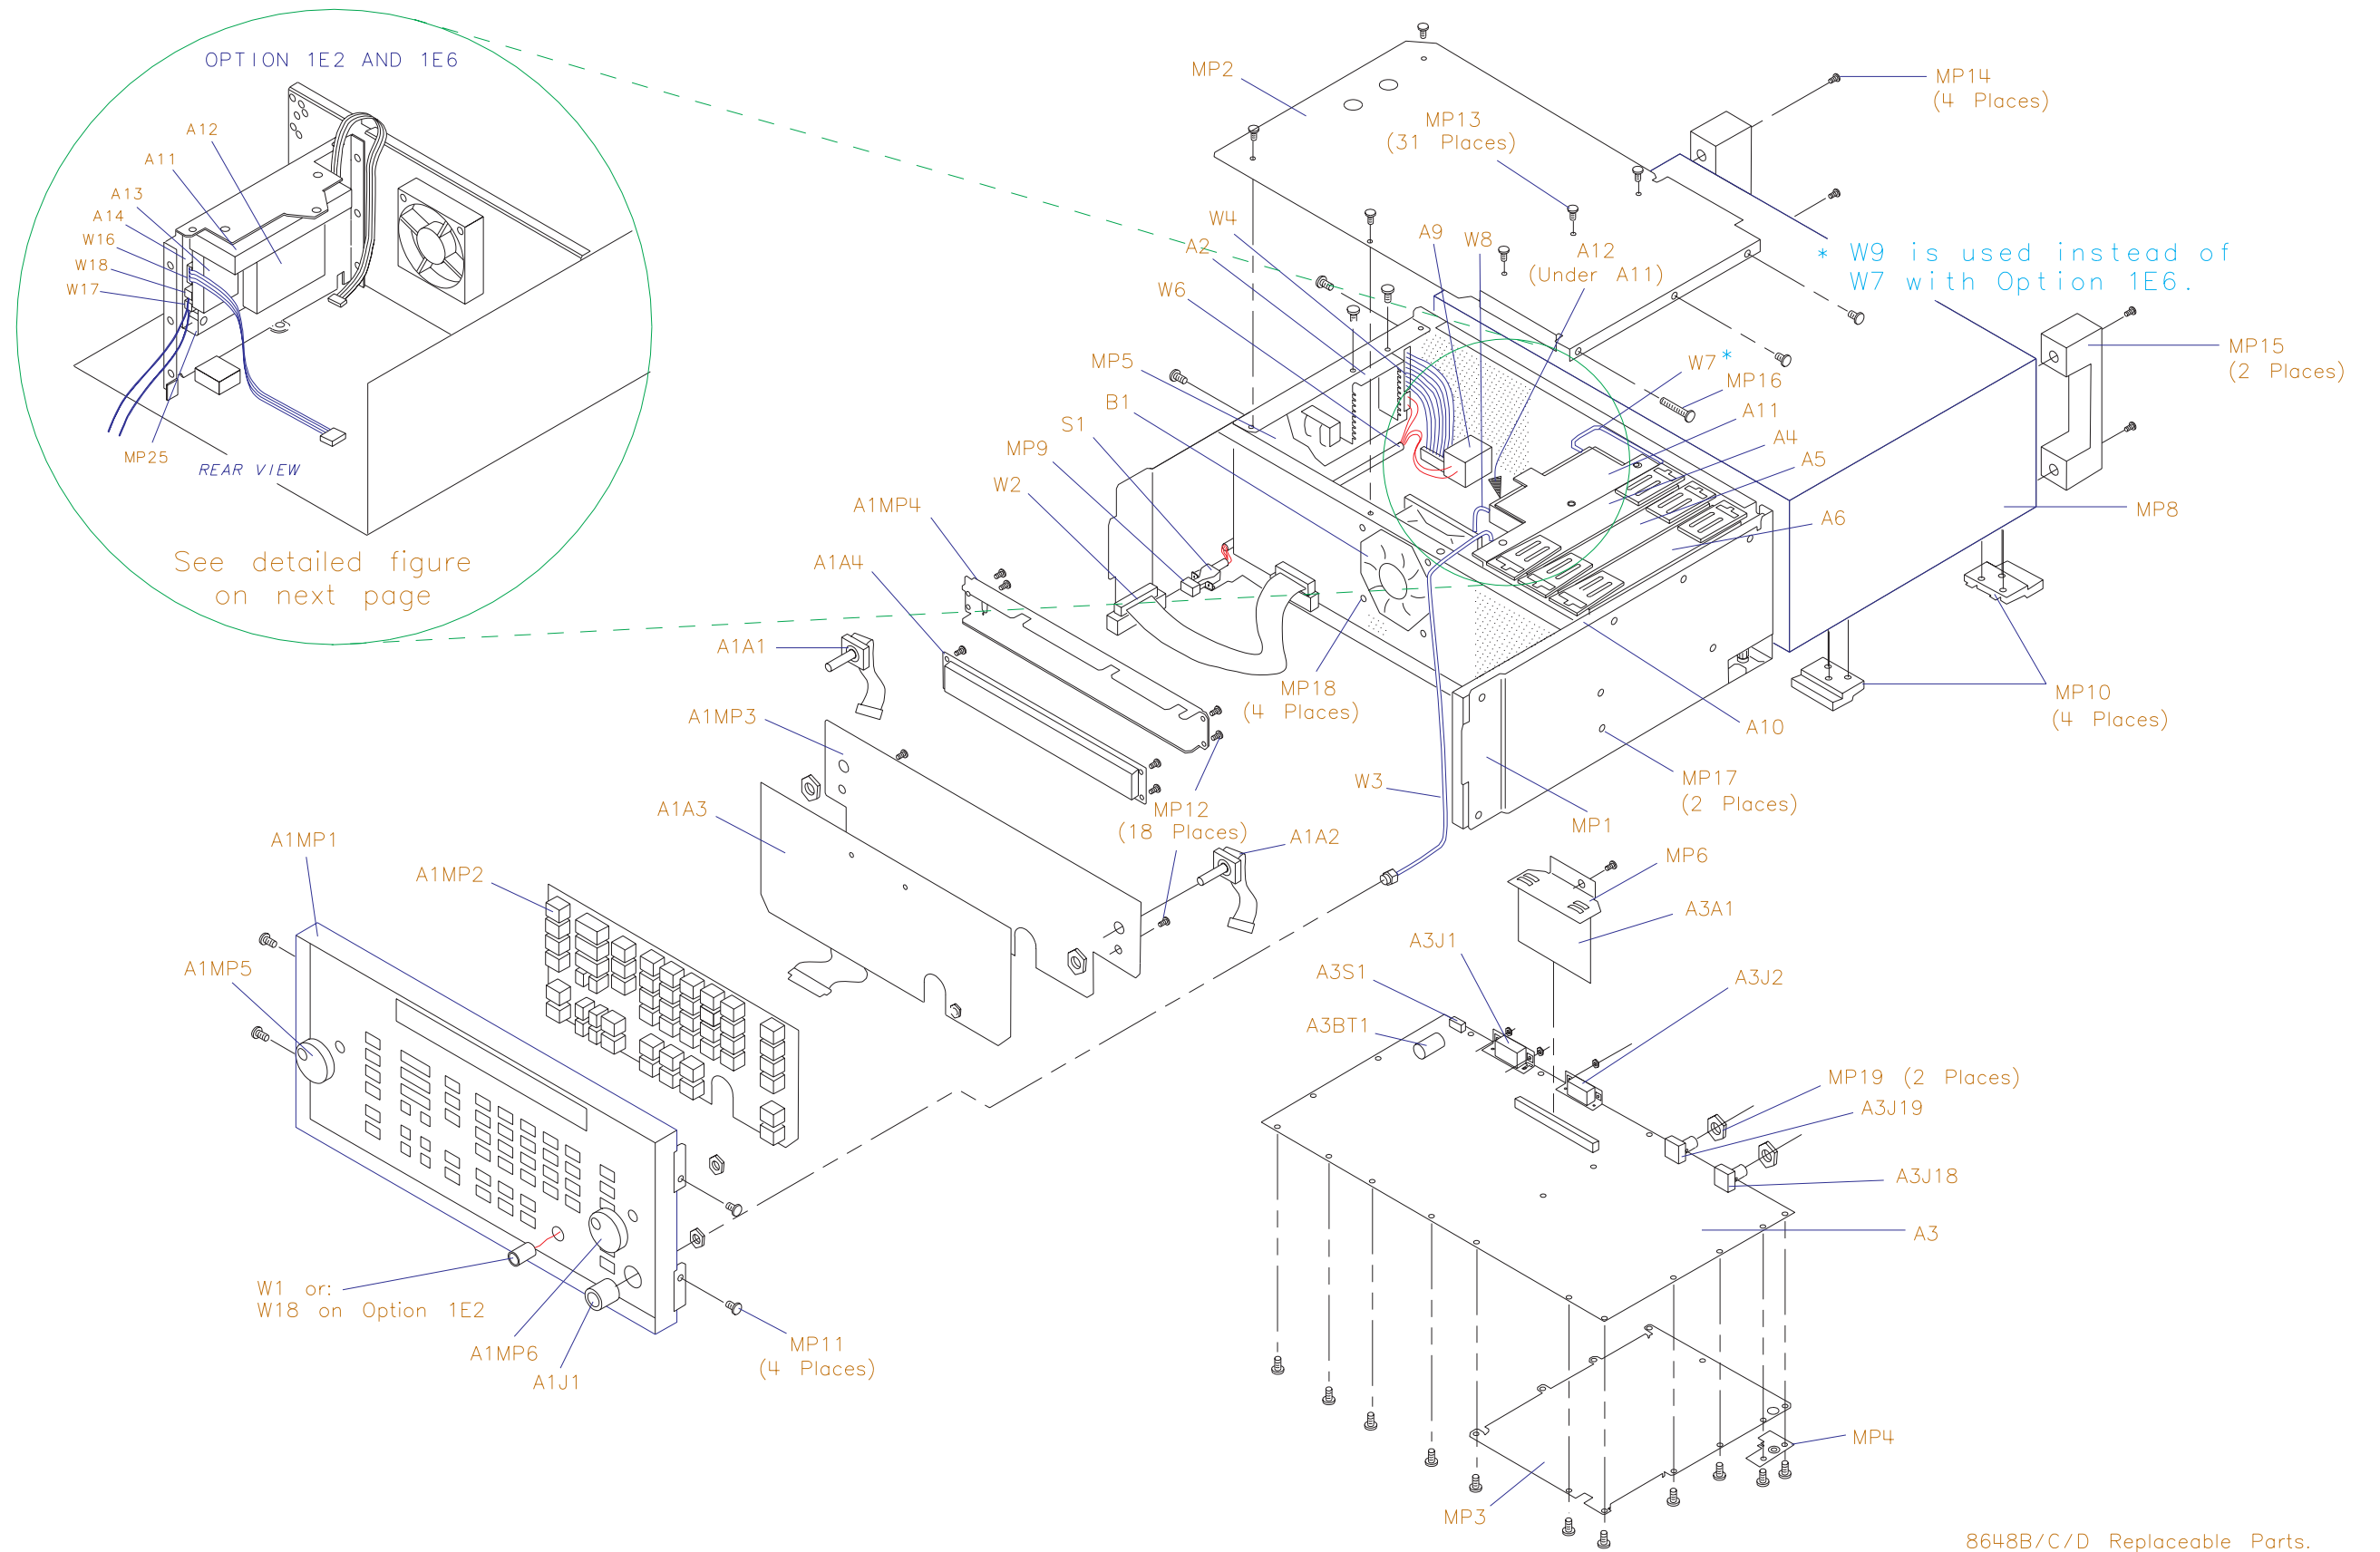 OPTION 1E2 AND 1E6
A12
A11
A13
A14
W16
W18
W17
MP25
REAR VIEW
See detailed figure
on next page
MP2
MP13
(31 Places)
MP14
(4 Places)
W4
A2
A9
W8
A12
(Under A11)
* W9 is used instead of
W7 with Option 1E6.
W6
MP5
B1
S1
MP9
W2
A1MP4
A1A4
W7*
MP16
A11
A4
A5
A6
MP15
(2 Places)
MP8
A1A1
A1MP3
A1A3
MP18
(4 Places)
A10
MP10
(4 Places)
MP17
(2 Places)
W3
MP1
MP12
(18 Places)
A1A2
A1MP1
A1MP2
A1MP5
MP6
A3A1
A3J1
A3S1
A3J2
A3BT1
MP19 (2 Places)
A3J19
A3J18
A3
W1 or:
W18 on Option 1E2
A1MP6
A1J1
MP11
(4 Places)
MP4
MP3
8648B/C/D Replaceable Parts.